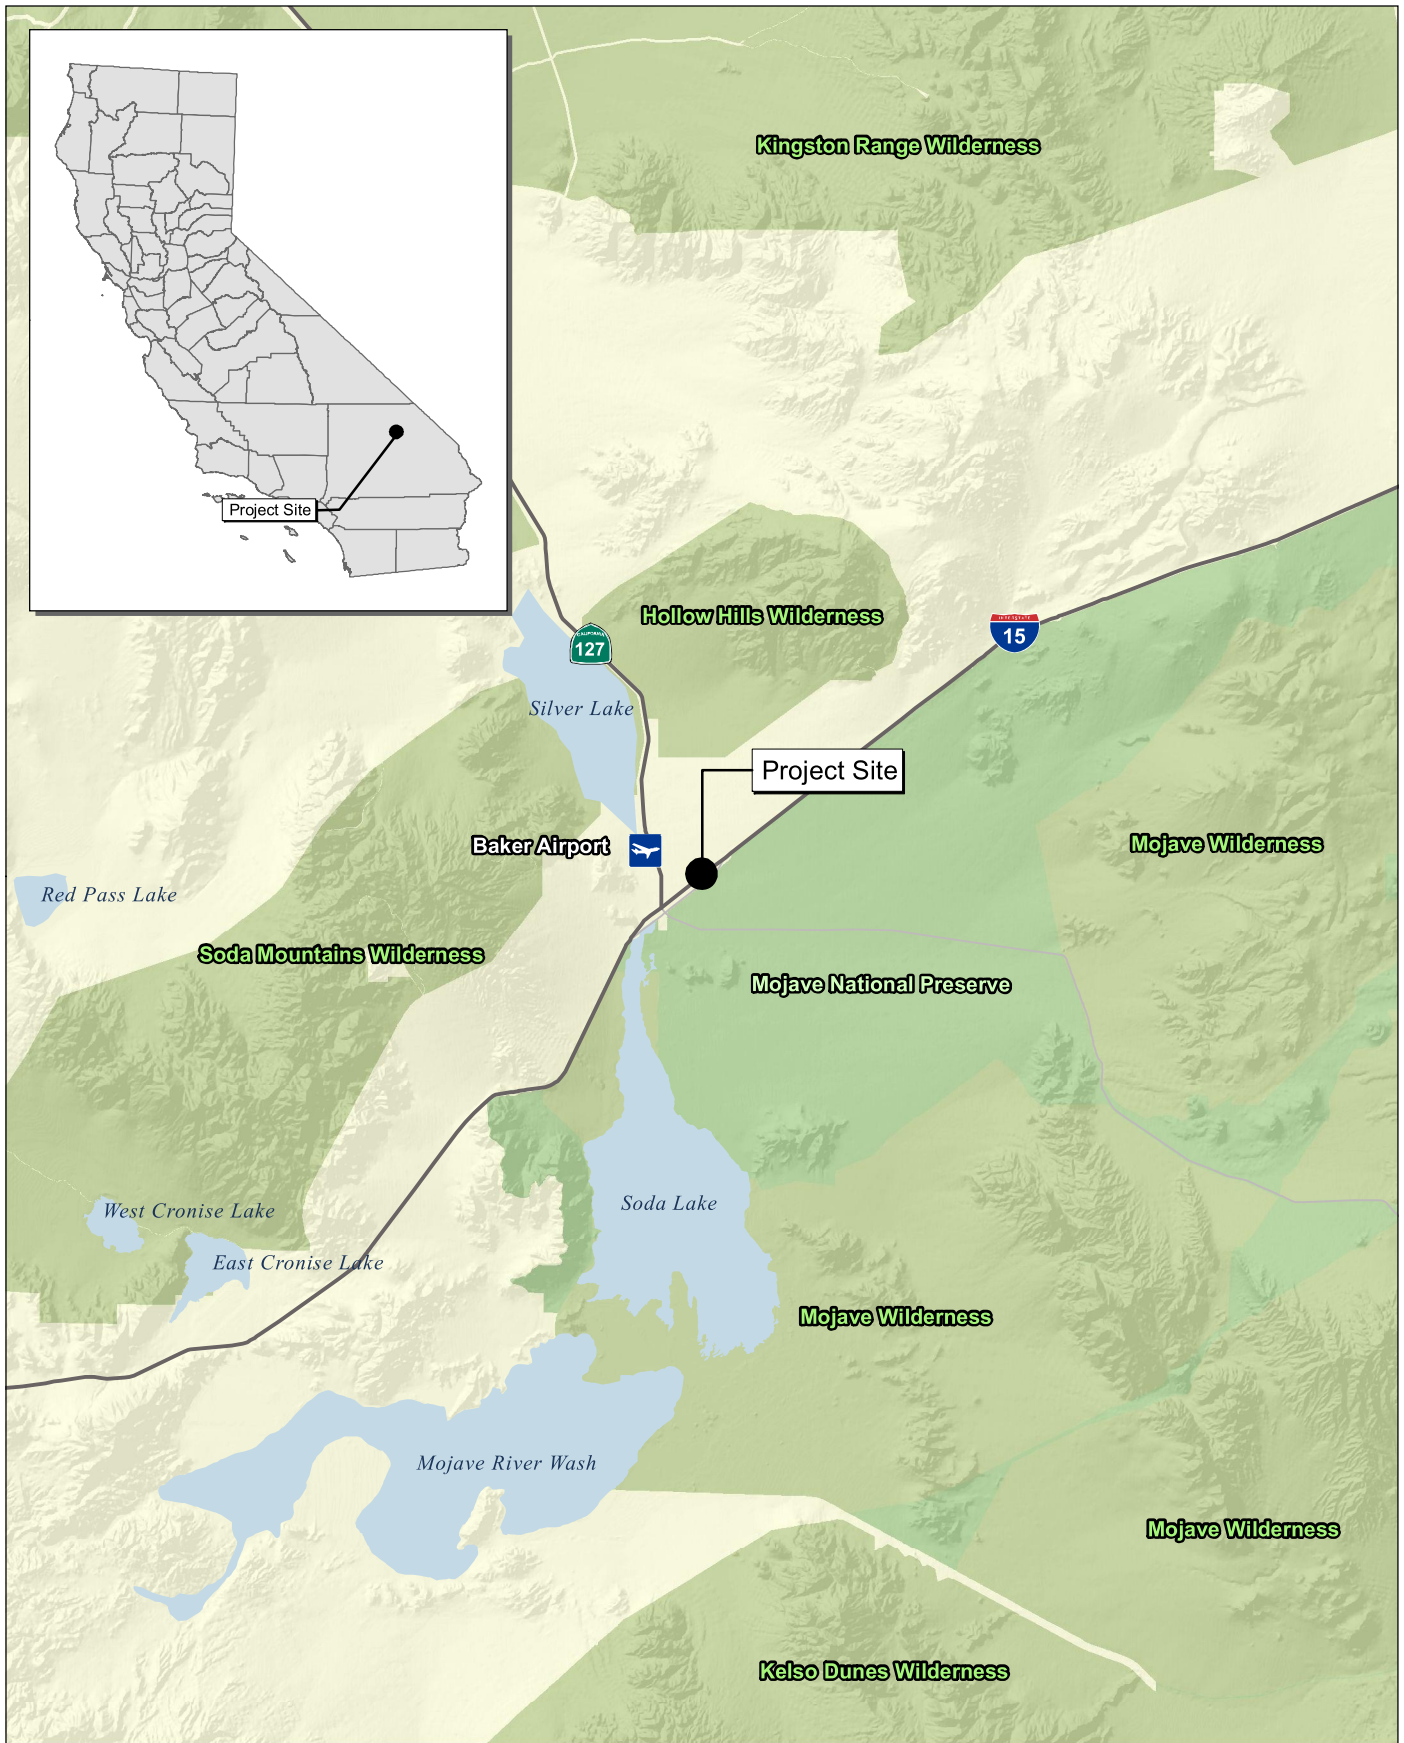 Kingston Range Wilderness
Project Site
Hollow Hills Wilderness
INTERSTATE
15
CALIFORNIA
127
Silver Lake
Project Site
Baker Airport
Mojave Wilderness
Red Pass Lake
Soda Mountains Wilderness
Mojave National Preserve
Soda Lake
West Cronise Lake
East Cronise Lake
Mojave Wilderness
Mojave River Wash
Mojave Wilderness
Kelso Dunes Wilderness